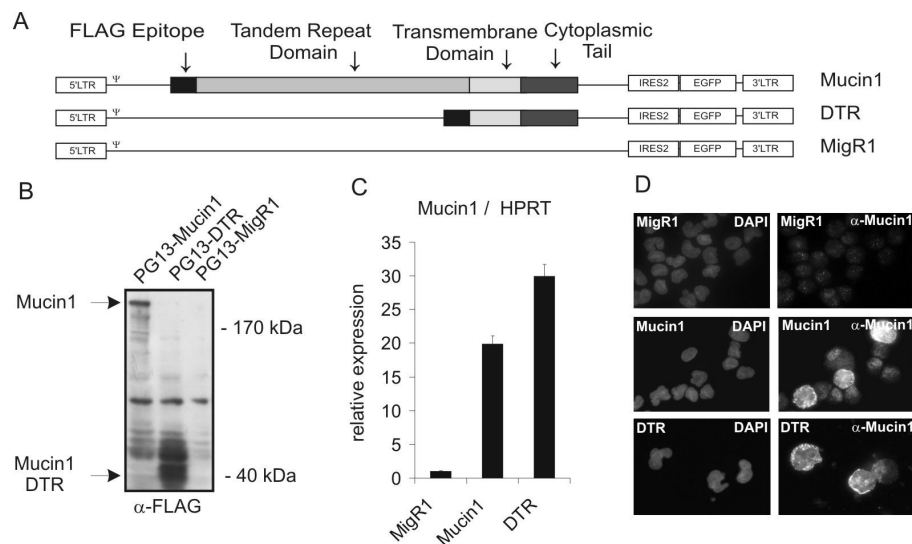 A
FLAG Epitope
Tandem Repeat Domain
Transmembrane Domain
Cytoplasmic Tail
5'LTR Ψ IRES2 EGFP 3'LTR Mucin1
5'LTR Ψ IRES2 EGFP 3'LTR DTR
5'LTR Ψ IRES2 EGFP 3'LTR MigR1
B
PG13-Mucin1
PG13-DTR
PG13-MigR1
Mucin1
- 170 kDa
Mucin1 DTR
- 40 kDa
α-FLAG
C
Mucin1 / HPRT
relative expression
35
30
25
20
15
10
5
0
MigR1
Mucin1
DTR
D
MigR1 DAPI
MigR1 α-Mucin1
Mucin1 DAPI
Mucin1 α-Mucin1
DTR DAPI
DTR α-Mucin1